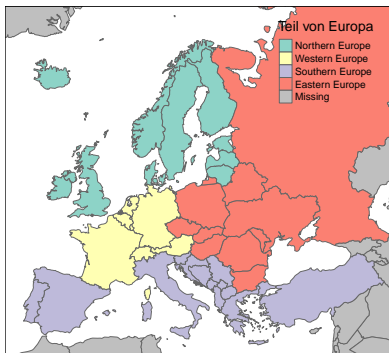 Teil von Europa
Northern Europe
Western Europe
Southern Europe
Eastern Europe
Missing